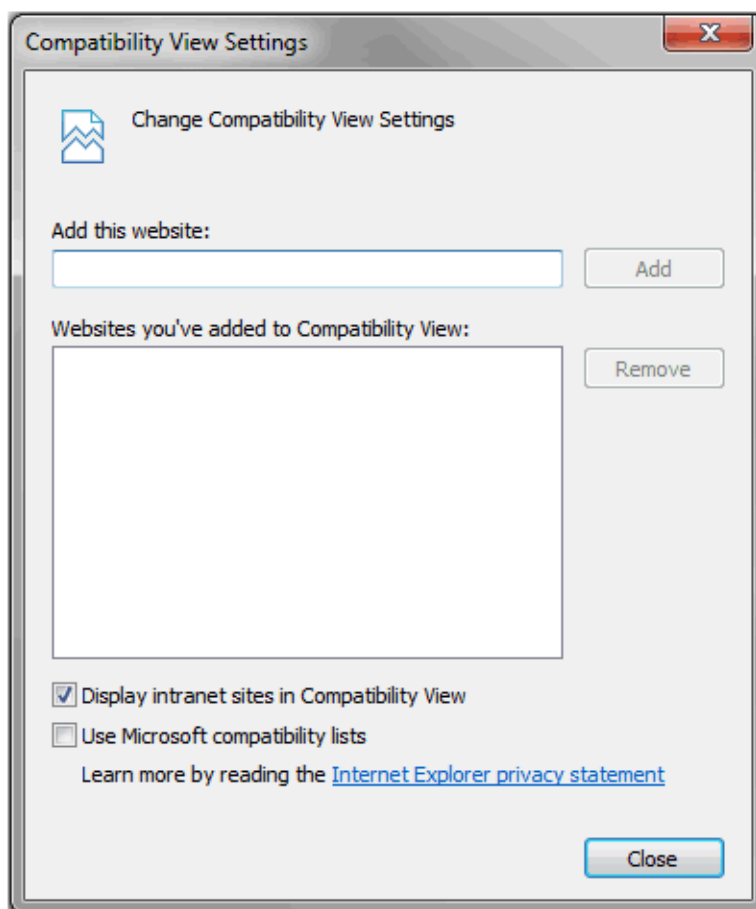 Compatibility View Settings
Change Compatibility View Settings
Add this website:
Add
Websites you've added to Compatibility View:
Remove
Display intranet sites in Compatibility View
Use Microsoft compatibility lists
Learn more by reading the Internet Explorer privacy statement
Close